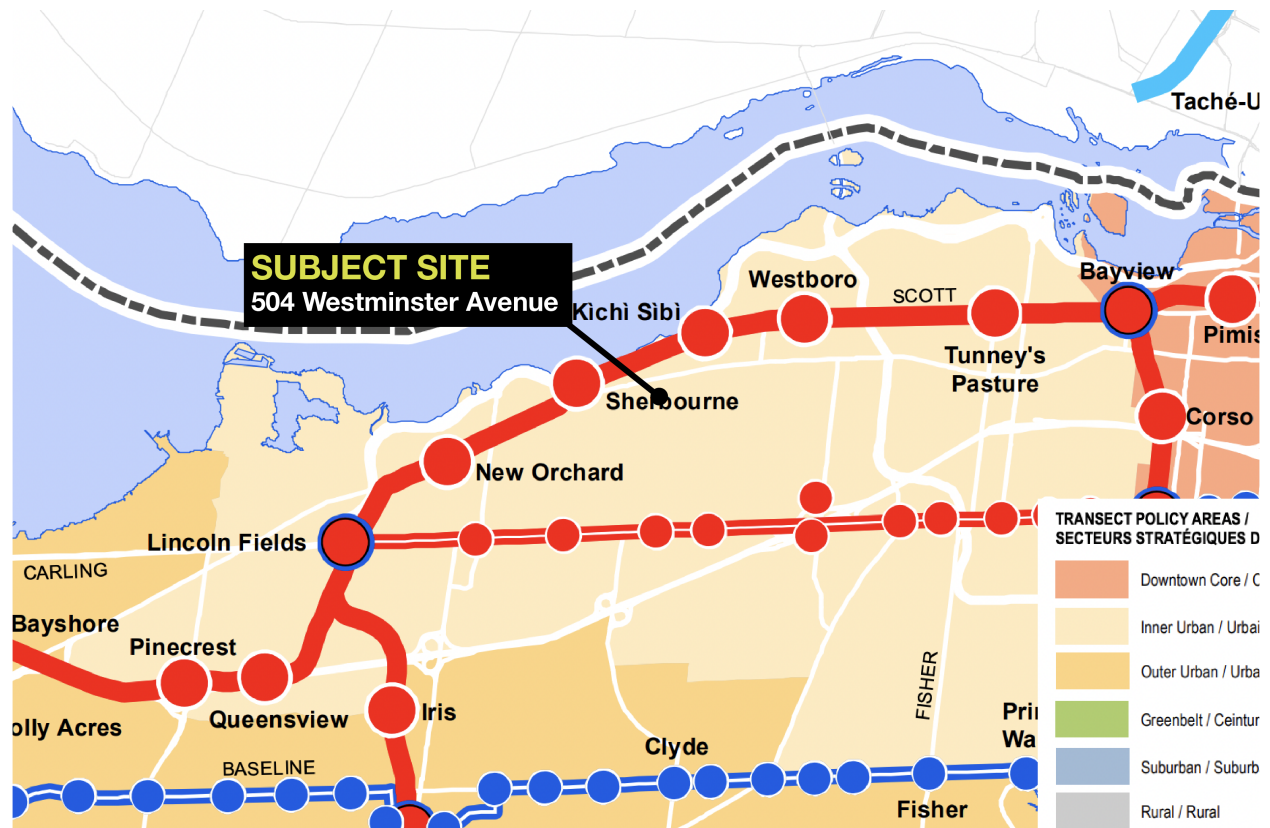 Taché-U
SUBJECT SITE
504 Westminster Avenue
Kìchì Sìbì
Westboro
SCOTT
Bayview
Pimis
Tunney's
Pasture
Sherbourne
Corso
New Orchard
Lincoln Fields
CARLING
Bayshore
Pinecrest
Queensview
Iris
olly Acres
BASELINE
Clyde
FISHER
Fisher
Pri
Wa
TRANSECT POLICY AREAS /
SECTEURS STRATÉGIQUES D
Downtown Core / C
Inner Urban / Urbai
Outer Urban / Urba
Greenbelt / Ceintur
Suburban / Suburb
Rural / Rural